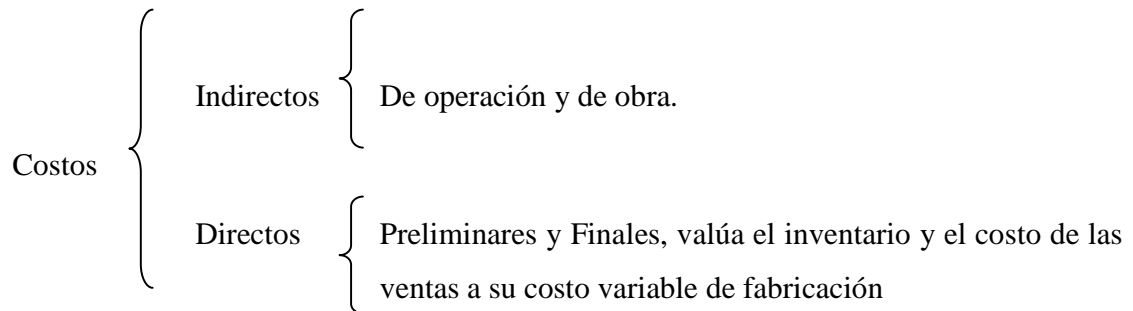 Indirectos De operación y de obra.
Costos
Directos Preliminares y Finales, valúa el inventario y el costo de las
ventas a su costo variable de fabricación